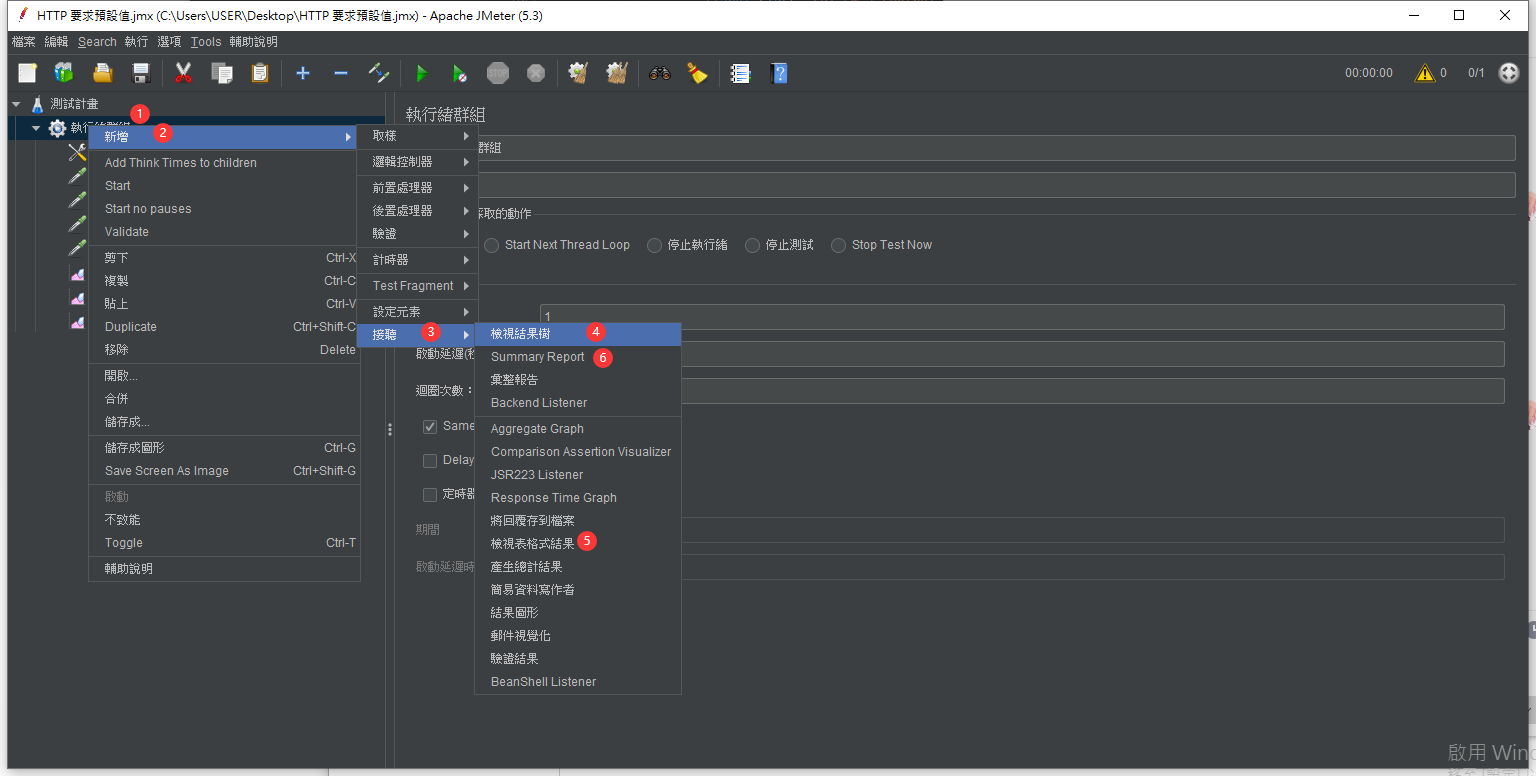 HTTP 要求預設值.jmx (C:\Users\USER\Desktop\HTTP 要求預設值.jmx) - Apache JMeter (5.3)
檔案 編輯 Search 執行 選項 Tools 輔助說明
STOP
00:00:00 0 0/1
測試計畫
1
執行緒群組
新增 2
Add Think Times to children
Start
Start no pauses
Validate
剪下 Ctrl-X
複製 Ctrl-C
貼上 Ctrl-V
Duplicate Ctrl+Shift-C
移除 Delete
開啟...
合併
儲存成...
儲存成圖形 Ctrl-G
Save Screen As Image Ctrl+Shift-G
啟動
不致能
Toggle Ctrl-T
輔助說明
取樣
邏輯控制器
前置處理器
後置處理器
驗證
計時器
Test Fragment
設定元素
接聽 3
檢視結果樹 4
Summary Report 6
彙整報告
Backend Listener
Aggregate Graph
Comparison Assertion Visualizer
JSR223 Listener
Response Time Graph
將回覆存到檔案
檢視表格式結果 5
產生總計結果
簡易資料寫作者
結果圖形
郵件視覺化
驗證結果
BeanShell Listener
執行緒群組
群組
採取的動作
Start Next Thread Loop 停止執行緒 停止測試 Stop Test Now
1
啟動延遲(秒
迴圈次數：
Same
Delay
定時器
期間
啟動延遲時
啟用 Win